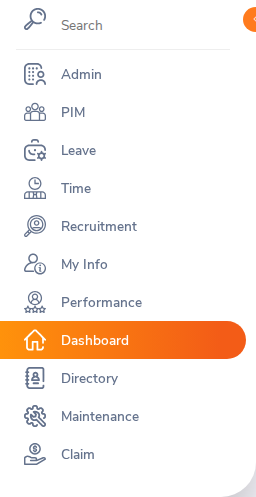 Search
Admin
PIM
Leave
Time
Recruitment
My Info
Performance
Dashboard
Directory
Maintenance
Claim